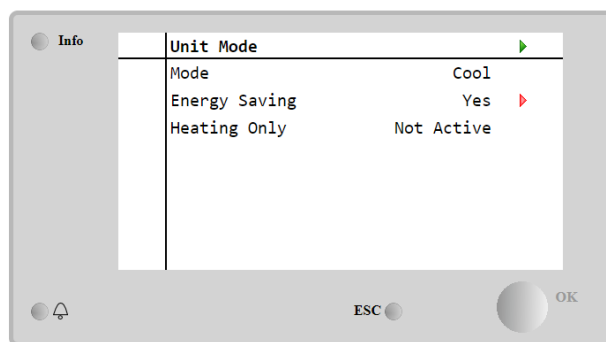 Info
Unit Mode
Mode Cool
Energy Saving Yes
Heating Only Not Active
ESC
OK